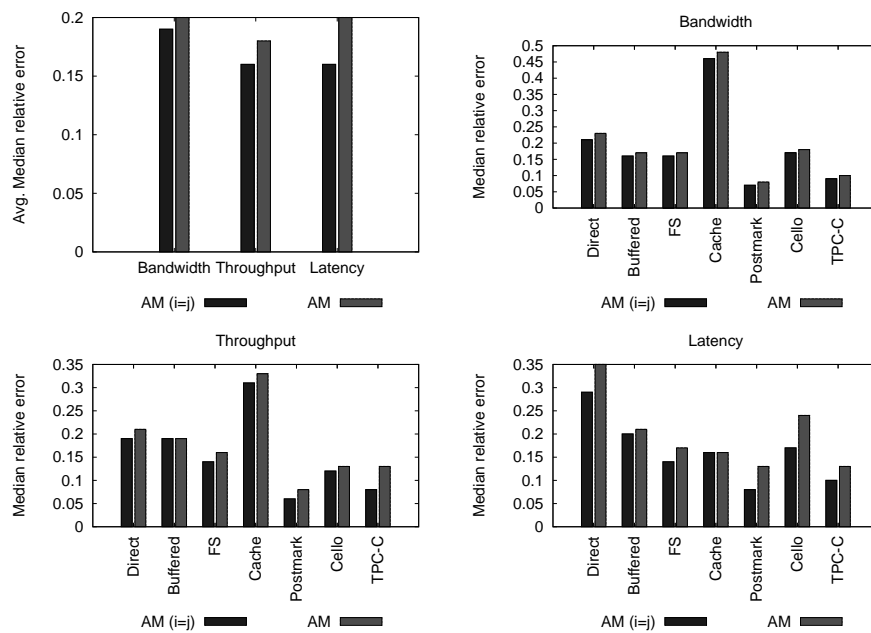 0.2
0.15
0.1
0.05
0
Avg. Median relative error
Bandwidth Throughput Latency
AM (i=j) AM
Bandwidth
0.5
0.45
0.4
0.35
0.3
0.25
0.2
0.15
0.1
0.05
0
Median relative error
Direct
Buffered
FS
Cache
Postmark
Cello
TPC-C
AM (i=j) AM
Throughput
0.35
0.3
0.25
0.2
0.15
0.1
0.05
0
Median relative error
Direct
Buffered
FS
Cache
Postmark
Cello
TPC-C
AM (i=j) AM
Latency
0.35
0.3
0.25
0.2
0.15
0.1
0.05
0
Median relative error
Direct
Buffered
FS
Cache
Postmark
Cello
TPC-C
AM (i=j) AM